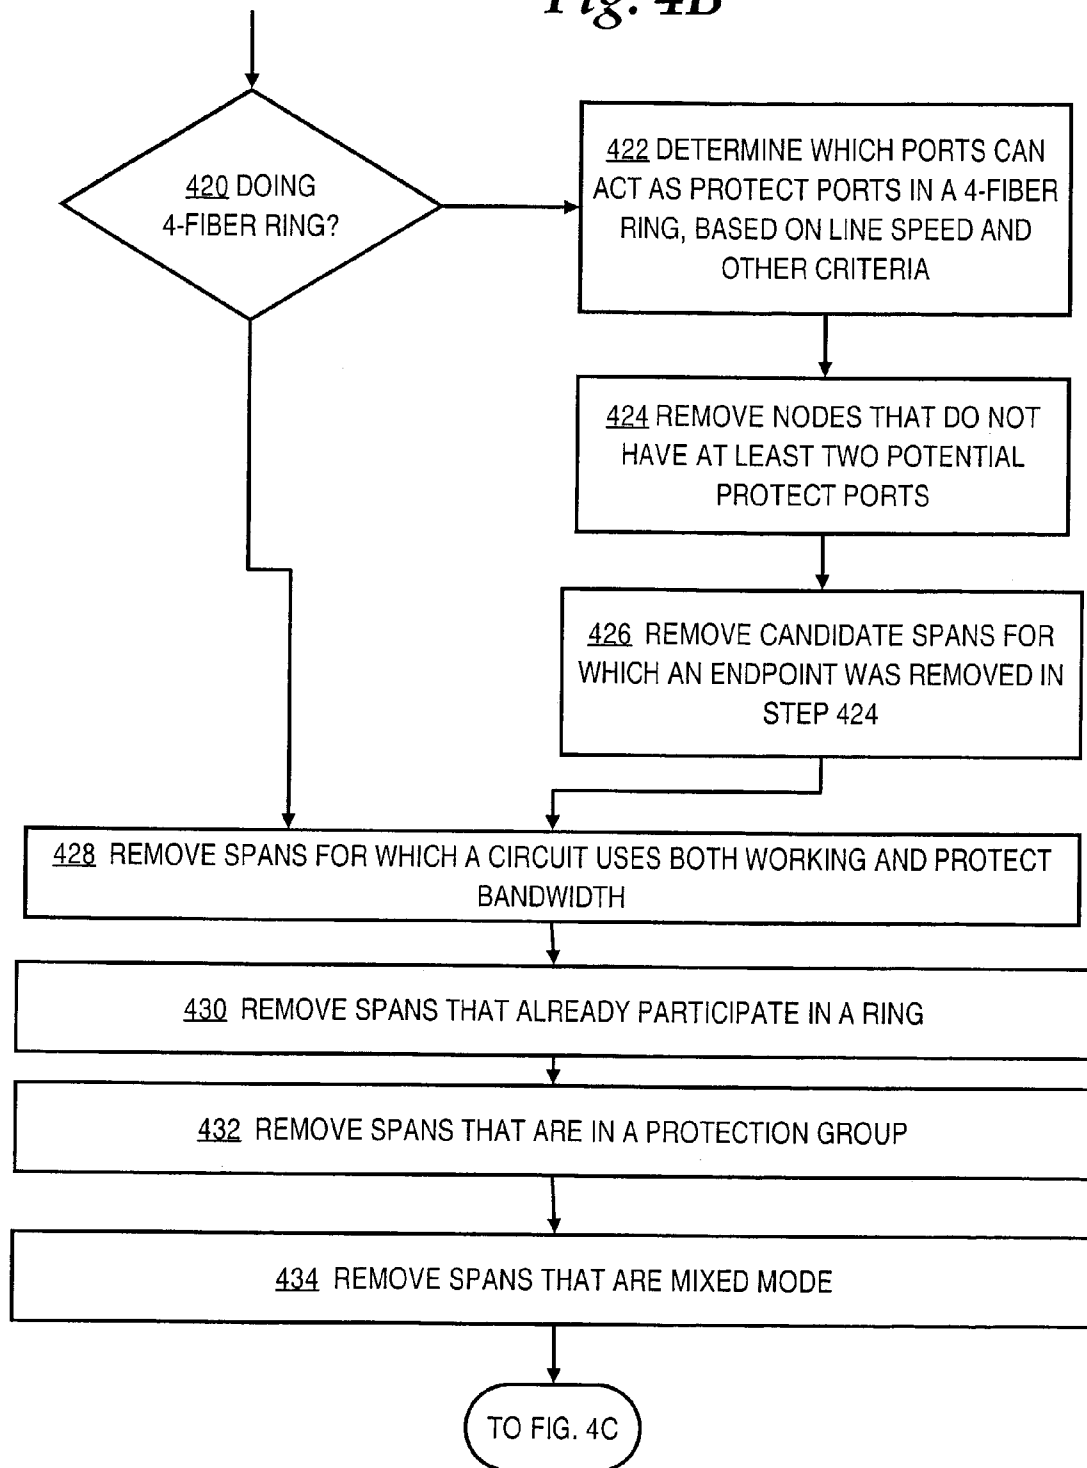 Fig. 4B
420 DOING
4-FIBER RING?
422 DETERMINE WHICH PORTS CAN
ACT AS PROTECT PORTS IN A 4-FIBER
RING, BASED ON LINE SPEED AND
OTHER CRITERIA
424 REMOVE NODES THAT DO NOT
HAVE AT LEAST TWO POTENTIAL
PROTECT PORTS
426 REMOVE CANDIDATE SPANS FOR
WHICH AN ENDPOINT WAS REMOVED IN
STEP 424
428 REMOVE SPANS FOR WHICH A CIRCUIT USES BOTH WORKING AND PROTECT
BANDWIDTH
430 REMOVE SPANS THAT ALREADY PARTICIPATE IN A RING
432 REMOVE SPANS THAT ARE IN A PROTECTION GROUP
434 REMOVE SPANS THAT ARE MIXED MODE
TO FIG. 4C